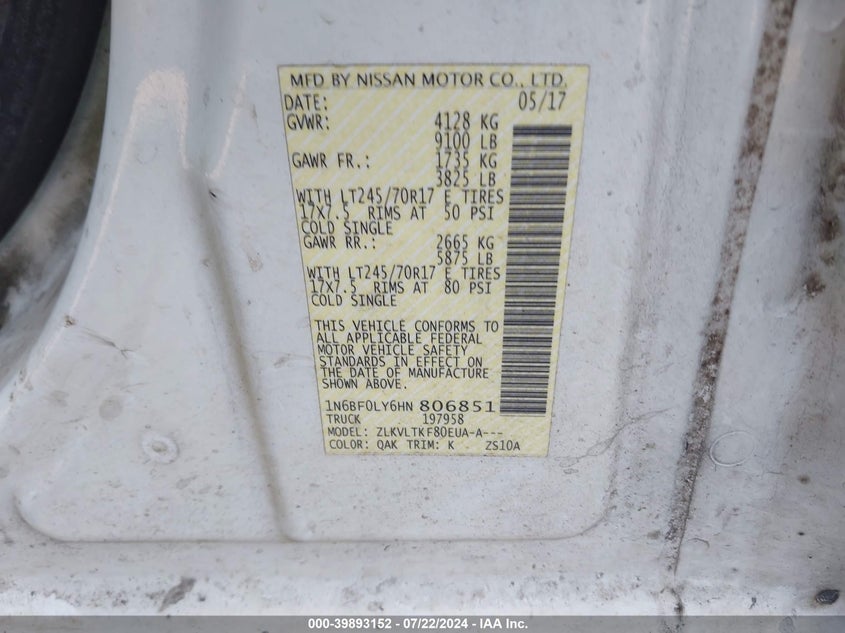 MFD BY NISSAN MOTOR CO., LTD.
DATE: 05/17
GVWR: 4128 KG
9100 LB
GAWR FR.: 1735 KG
3825 LB
WITH LT245/70R17 E TIRES
17X7.5 RIMS AT 50 PSI
COLD SINGLE
GAWR RR.: 2665 KG
5875 LB
WITH LT245/70R17 E TIRES
17X7.5 RIMS AT 80 PSI
COLD SINGLE
THIS VEHICLE CONFORMS TO
ALL APPLICABLE FEDERAL
MOTOR VEHICLE SAFETY
STANDARDS IN EFFECT ON
THE DATE OF MANUFACTURE
SHOWN ABOVE.
1N6BF0LY6HN 806851
TRUCK 197958
MODEL: ZLKVLTKF80EUA-A---
COLOR: QAK TRIM: K ZS10A
000-39893152 - 07/22/2024 - IAA Inc.